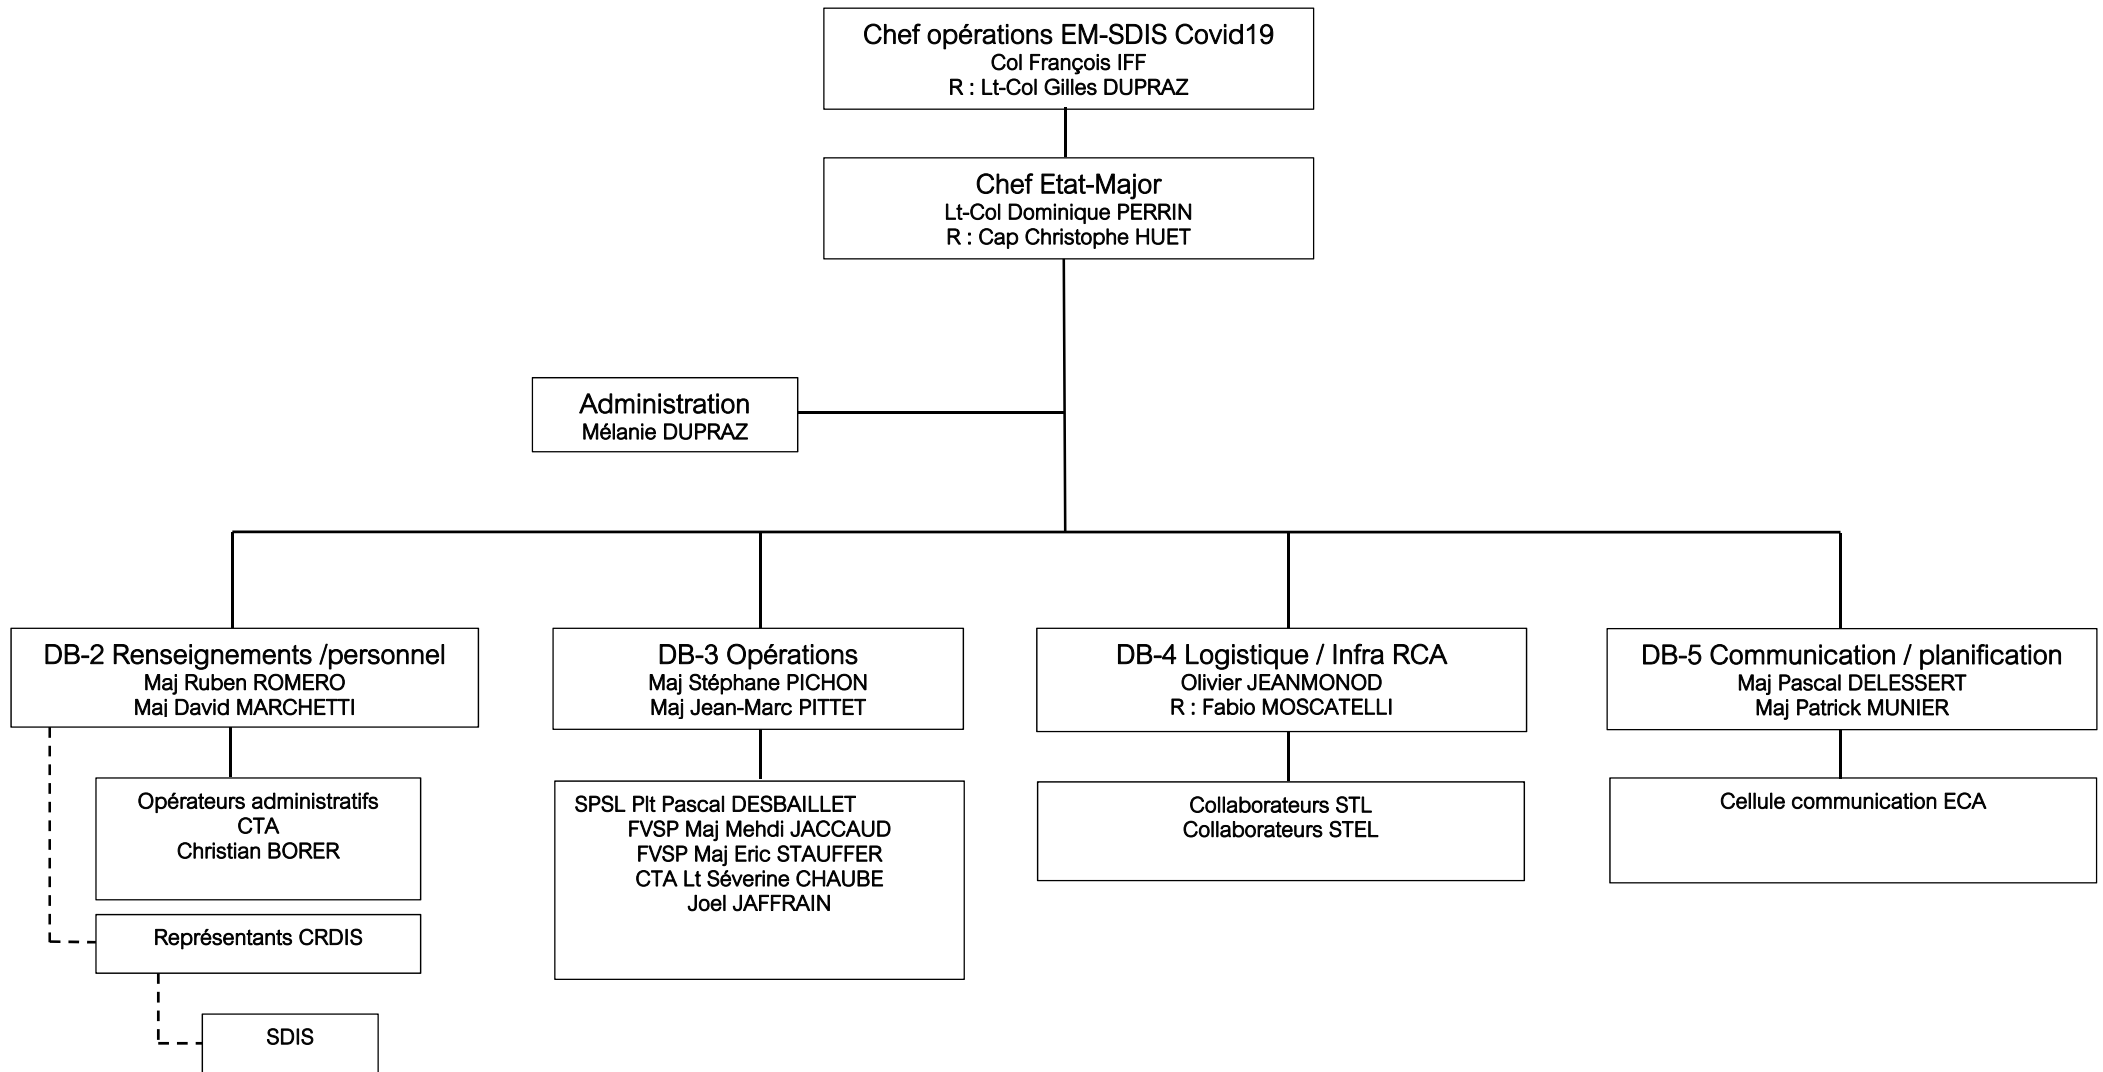 Chef opérations EM-SDIS Covid19
Col François IFF
R : Lt-Col Gilles DUPRAZ
Chef Etat-Major
Lt-Col Dominique PERRIN
R : Cap Christophe HUET
Administration
Mélanie DUPRAZ
DB-2 Renseignements /personnel
Maj Ruben ROMERO
Maj David MARCHETTI
DB-3 Opérations
Maj Stéphane PICHON
Maj Jean-Marc PITTET
DB-4 Logistique / Infra RCA
Olivier JEANMONOD
R : Fabio MOSCATELLI
DB-5 Communication / planification
Maj Pascal DELESSERT
Maj Patrick MUNIER
Opérateurs administratifs
CTA
Christian BORER
SPSL Plt Pascal DESBAILLET
FVSP Maj Mehdi JACCAUD
FVSP Maj Eric STAUFFER
CTA Lt Séverine CHAUBE
Joel JAFFRAIN
Collaborateurs STL
Collaborateurs STEL
Cellule communication ECA
Représentants CRDIS
SDIS